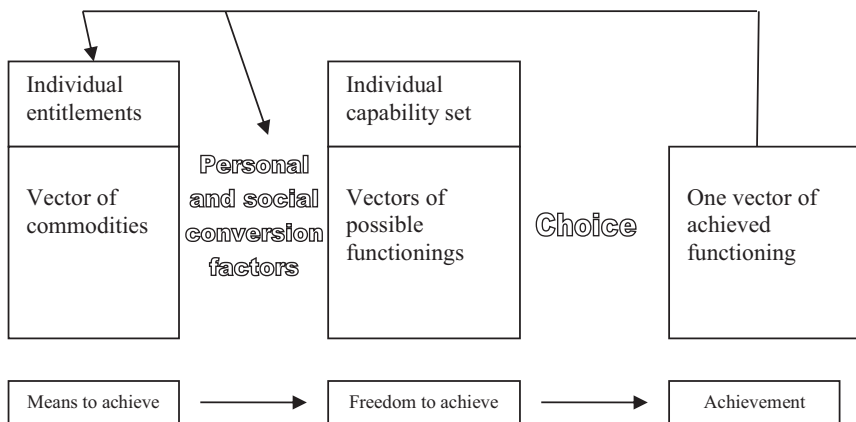 Individual
entitlements
Vector of
commodities
Personal
and social
conversion
factors
Individual
capability set
Vectors of
possible
functionings
Choice
One vector of
achieved
functioning
Means to achieve
Freedom to achieve
Achievement